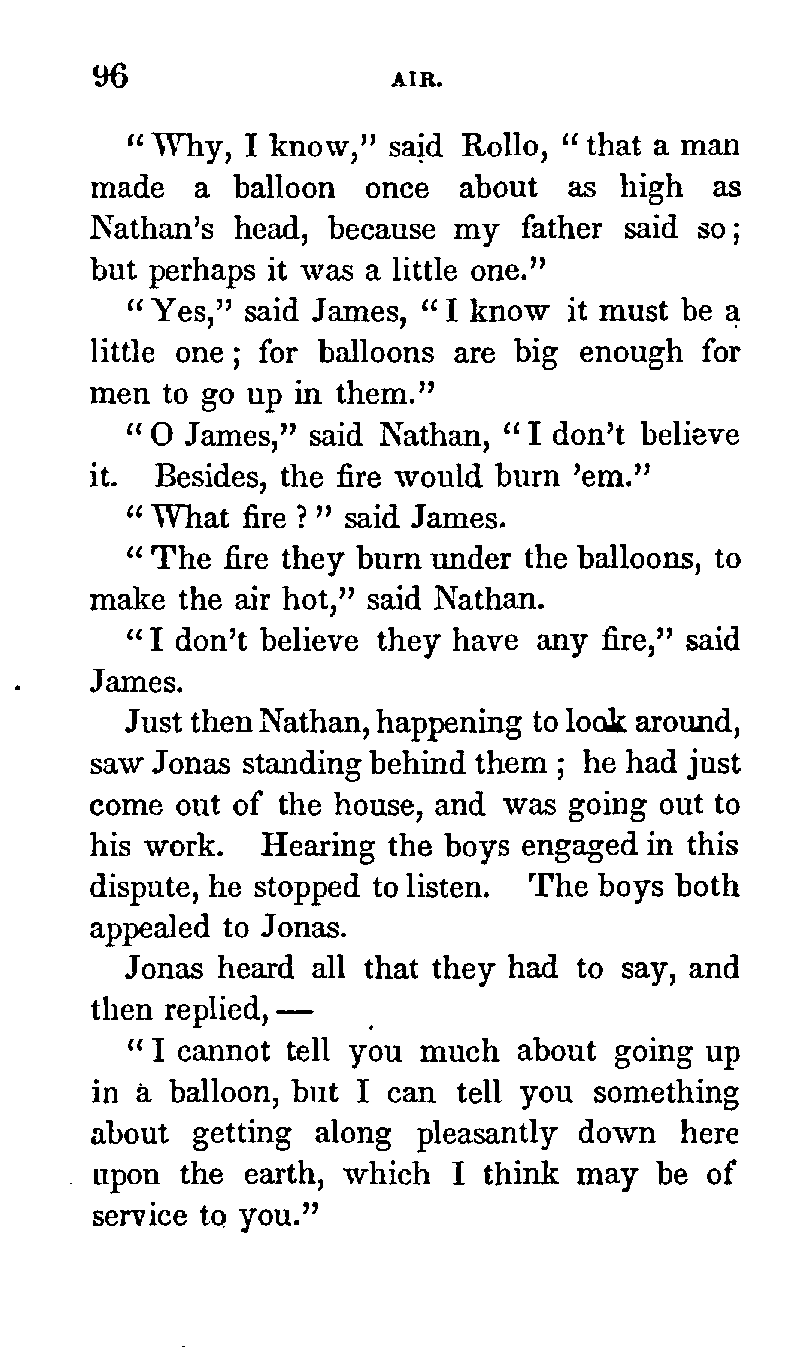 96 AIR.
“ Why, I know,” said Rollo, “ that a man
made a balloon once about as high as
Nathan’s head, because my father said so ;
but perhaps it was a little one.”
“ Yes,” said James, “ I know it must be a
little one ; for balloons are big enough for
men to go up in them.”
“ O James,” said Nathan, “ I don’t believe
it. Besides, the fire would burn ’em.”
“ What fire ? ” said James.
“ The fire they burn under the balloons, to
make the air hot,” said Nathan.
“ I don’t believe they have any fire,” said
James.
Just then Nathan, happening to look around,
saw Jonas standing behind them ; he had just
come out of the house, and was going out to
his work. Hearing the boys engaged in this
dispute, he stopped to listen. The boys both
appealed to Jonas.
Jonas heard all that they had to say, and
then replied, —
“ I cannot tell you much about going up
in a balloon, but I can tell you something
about getting along pleasantly down here
upon the earth, which I think may be of
service to you.”